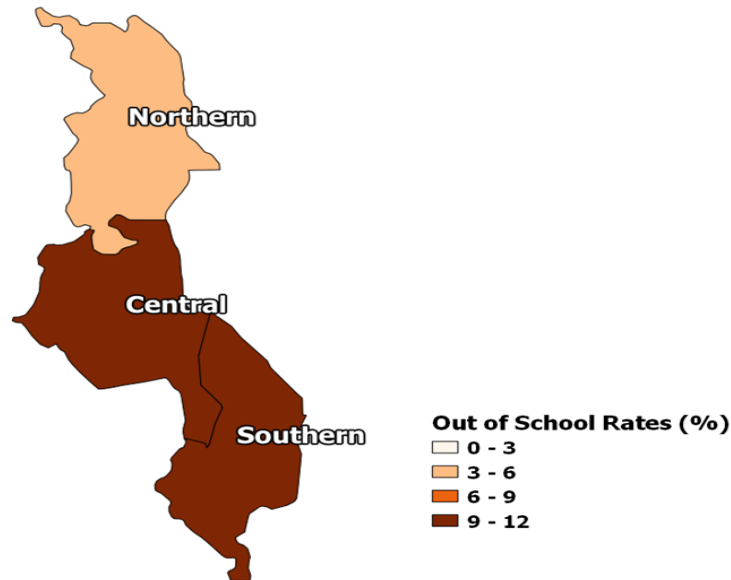 Northern
Central
Southern
Out of School Rates (%)
0 - 3
3 - 6
6 - 9
9 - 12